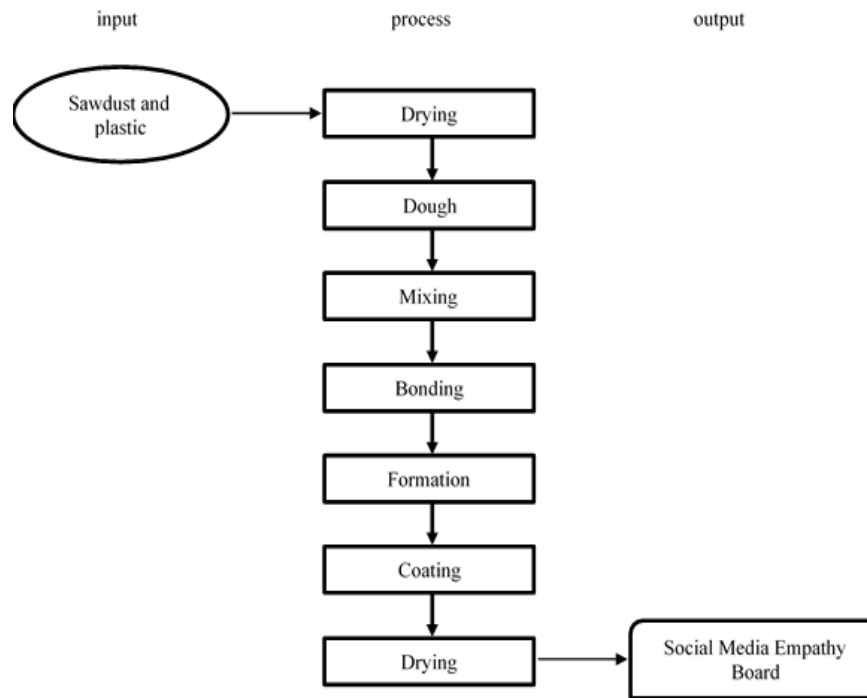 input
process
output
Sawdust and
plastic
Drying
Dough
Mixing
Bonding
Formation
Coating
Drying
Social Media Empathy
Board